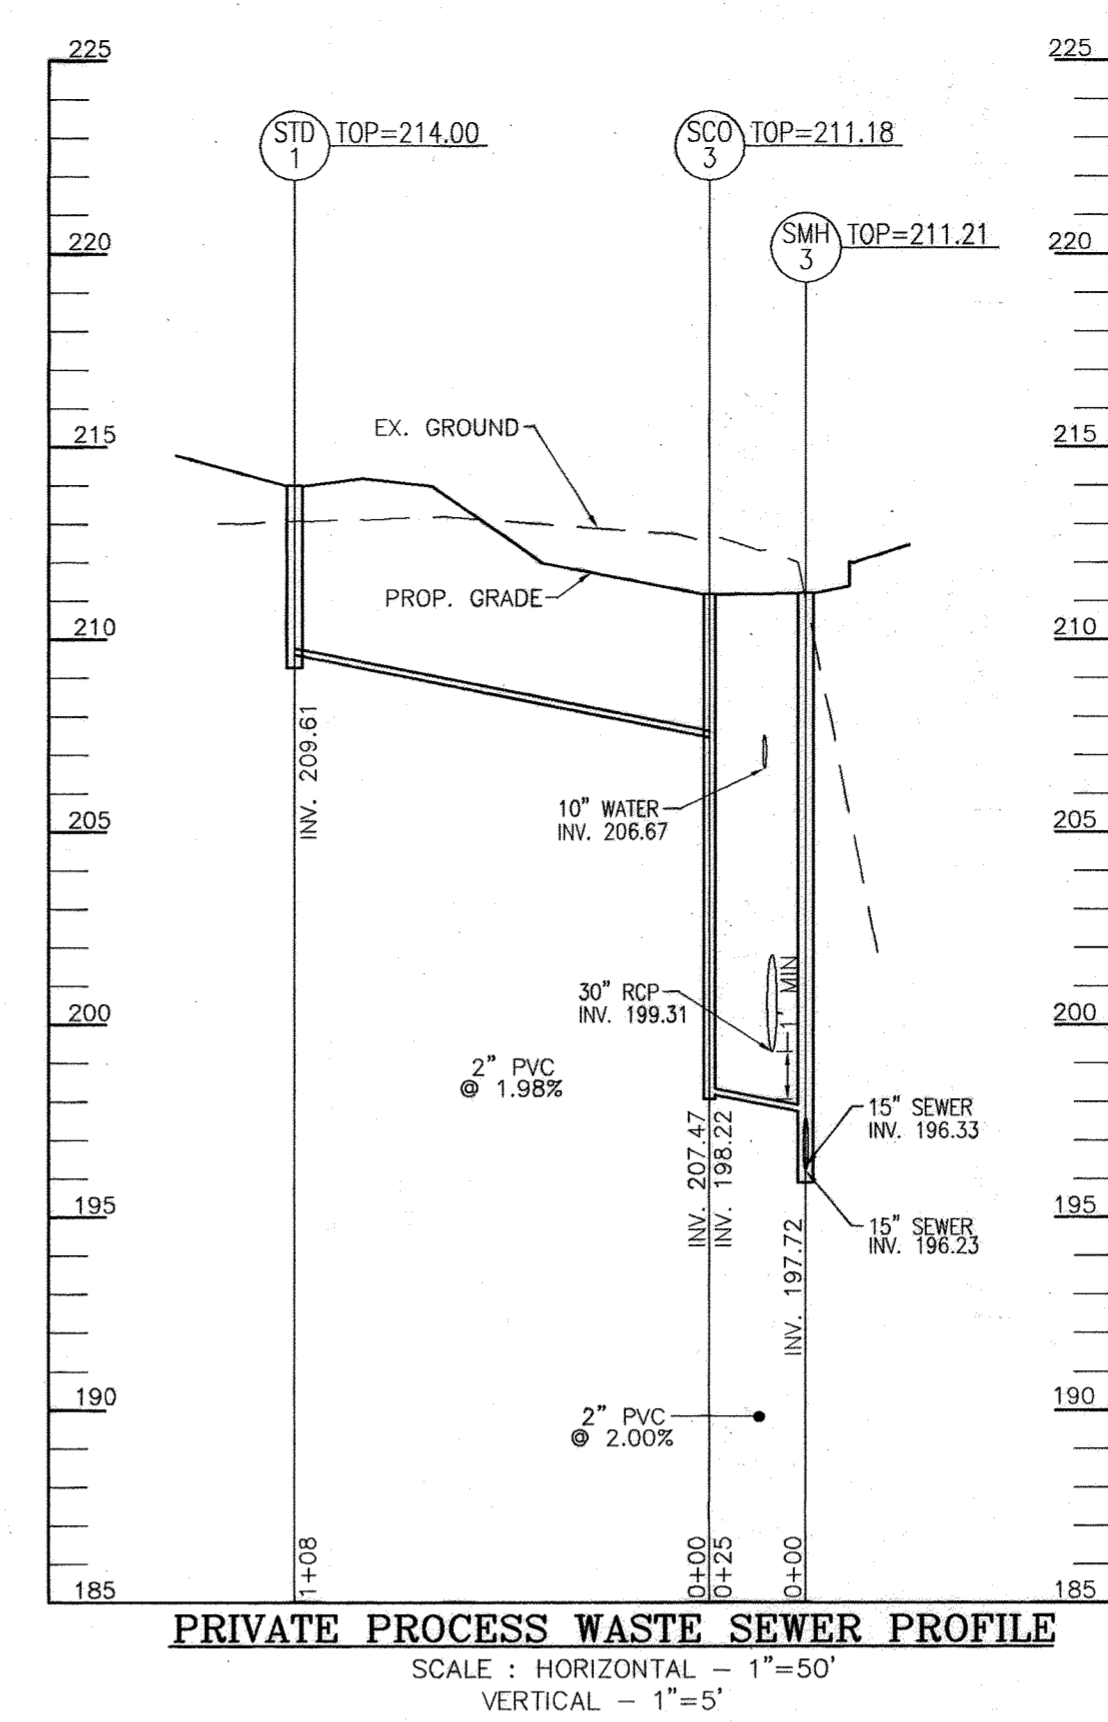 225
225
STD
1
TOP=214.00
SCO
3
TOP=211.18
SMH
3
TOP=211.21
220
220
EX. GROUND
215
215
PROP. GRADE
210
210
INV. 209.61
10" WATER
INV. 206.67
205
205
1' MIN
30" RCP
INV. 199.31
200
200
2" PVC
@ 1.98%
15" SEWER
INV. 196.33
INV. 207.47
INV. 198.22
195
195
15" SEWER
INV. 196.23
INV. 197.72
190
190
2" PVC
@ 2.00%
1+08
0+00
0+25
0+00
185
185
PRIVATE PROCESS WASTE SEWER PROFILE
SCALE : HORIZONTAL - 1"=50'
VERTICAL - 1"=5'